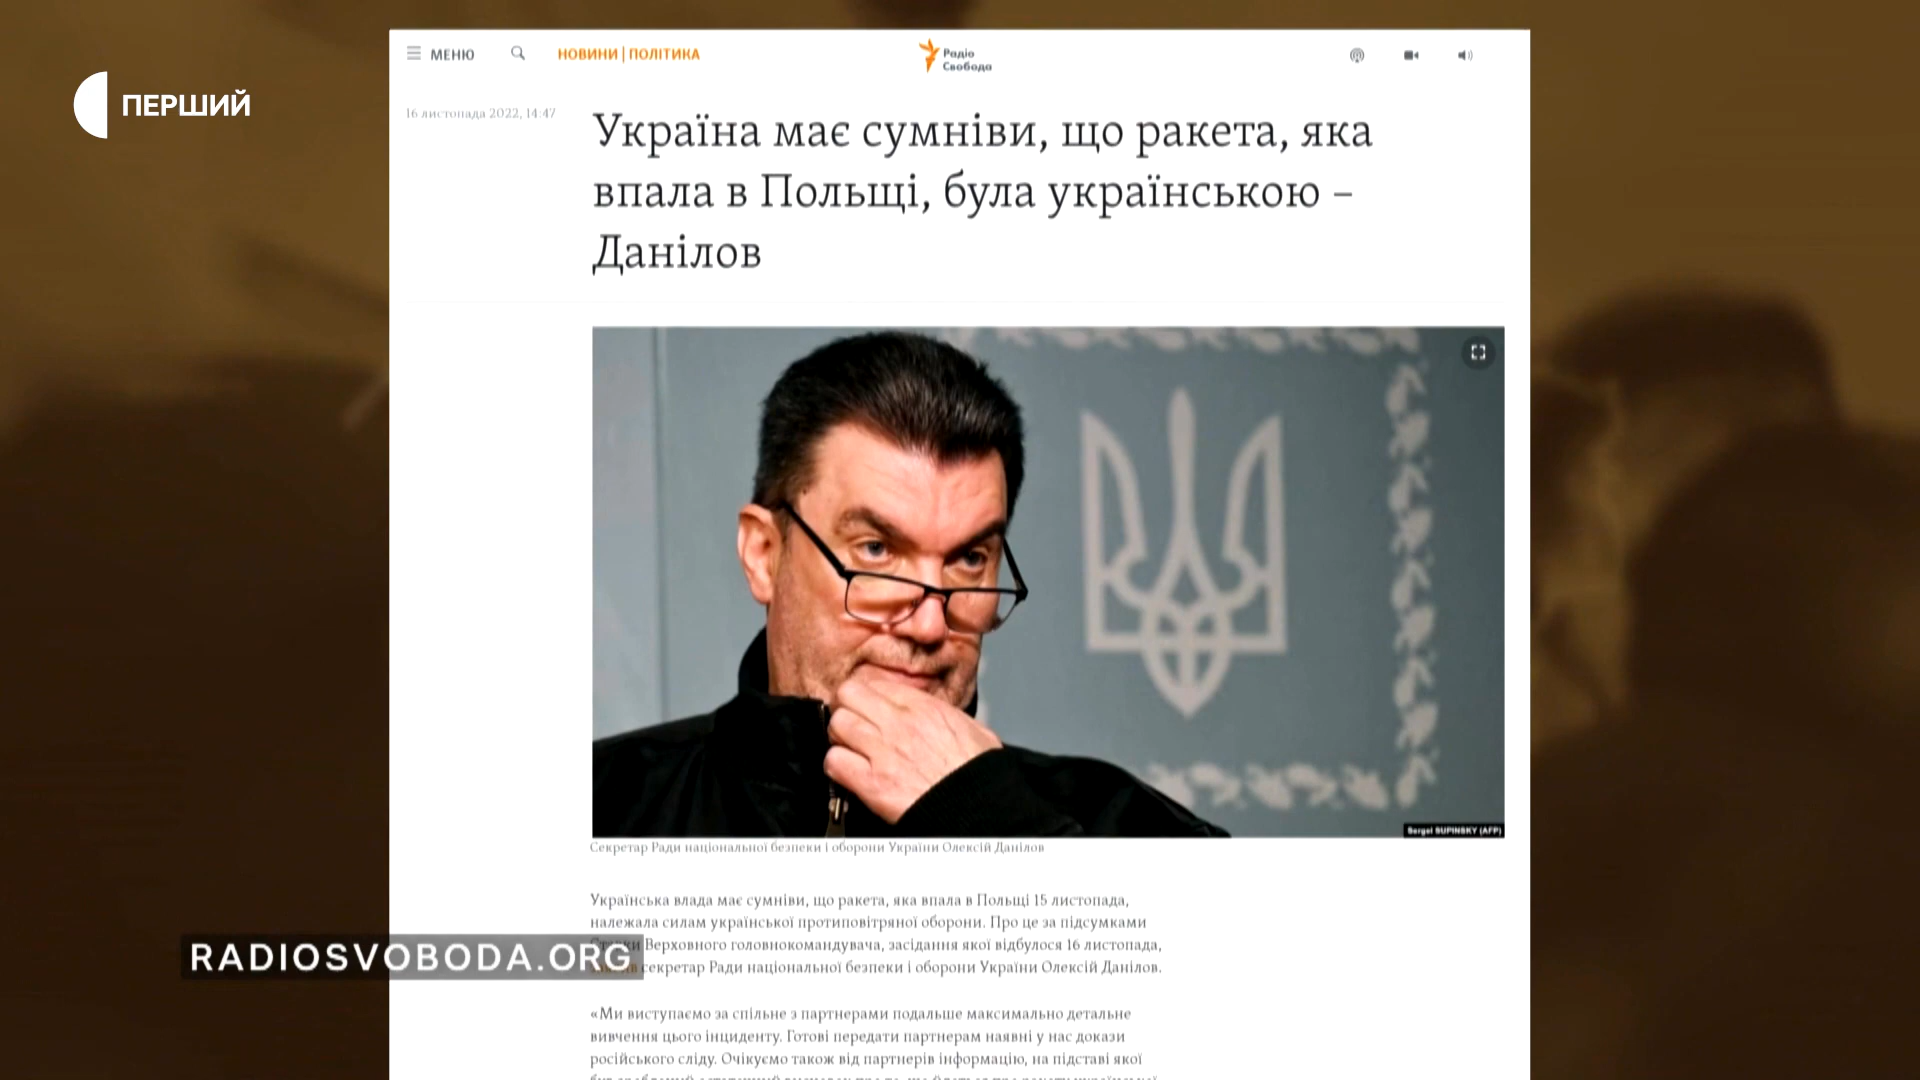 ПЕРШИЙ
МЕНЮ
НОВИНИ | ПОЛІТИКА
Радіо
Свобода
16 листопада 2022, 14:47
Україна має сумніви, що ракета, яка
впала в Польщі, була українською –
Данілов
Sergei SUPINSKY (AFP)
Секретар Ради національної безпеки і оборони України Олексій Данілов
Українська влада має сумніви, що ракета, яка впала в Польщі 15 листопада,
належала силам української протиповітряної оборони. Про це за підсумками
Ставки Верховного головнокомандувача, засідання якої відбулося 16 листопада,
секретар Ради національної безпеки і оборони України Олексій Данілов.
RADIOSVOBODA.ORG
«Ми виступаємо за спільне з партнерами подальше максимально детальне
вивчення цього інциденту. Готові передати партнерам наявні у нас докази
російського сліду. Очікуємо також від партнерів інформацію, на підставі якої